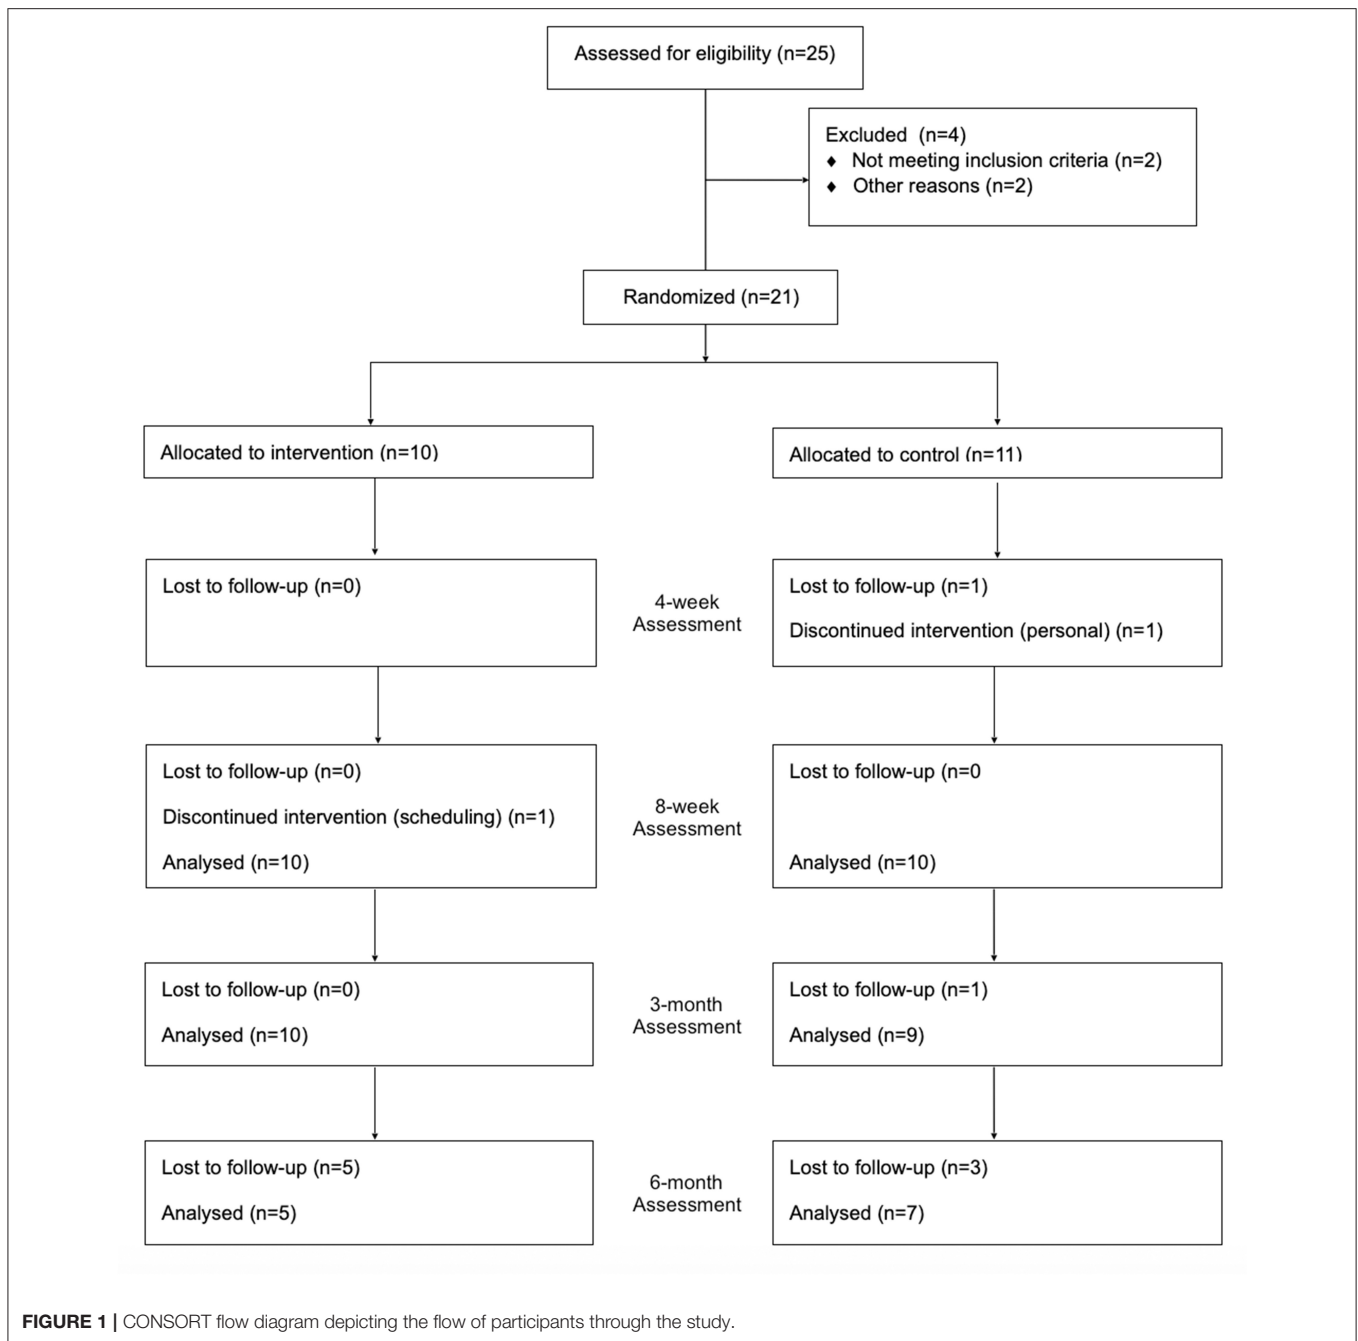 Assessed for eligibility (n=25)
Excluded (n=4)
♦ Not meeting inclusion criteria (n=2)
♦ Other reasons (n=2)
Randomized (n=21)
Allocated to intervention (n=10)
Allocated to control (n=11)
Lost to follow-up (n=0)
4-week
Assessment
Lost to follow-up (n=1)
Discontinued intervention (personal) (n=1)
Lost to follow-up (n=0)
Discontinued intervention (scheduling) (n=1)
Analysed (n=10)
8-week
Assessment
Lost to follow-up (n=0
Analysed (n=10)
Lost to follow-up (n=0)
Analysed (n=10)
3-month
Assessment
Lost to follow-up (n=1)
Analysed (n=9)
Lost to follow-up (n=5)
Analysed (n=5)
6-month
Assessment
Lost to follow-up (n=3)
Analysed (n=7)
FIGURE 1 | CONSORT flow diagram depicting the flow of participants through the study.